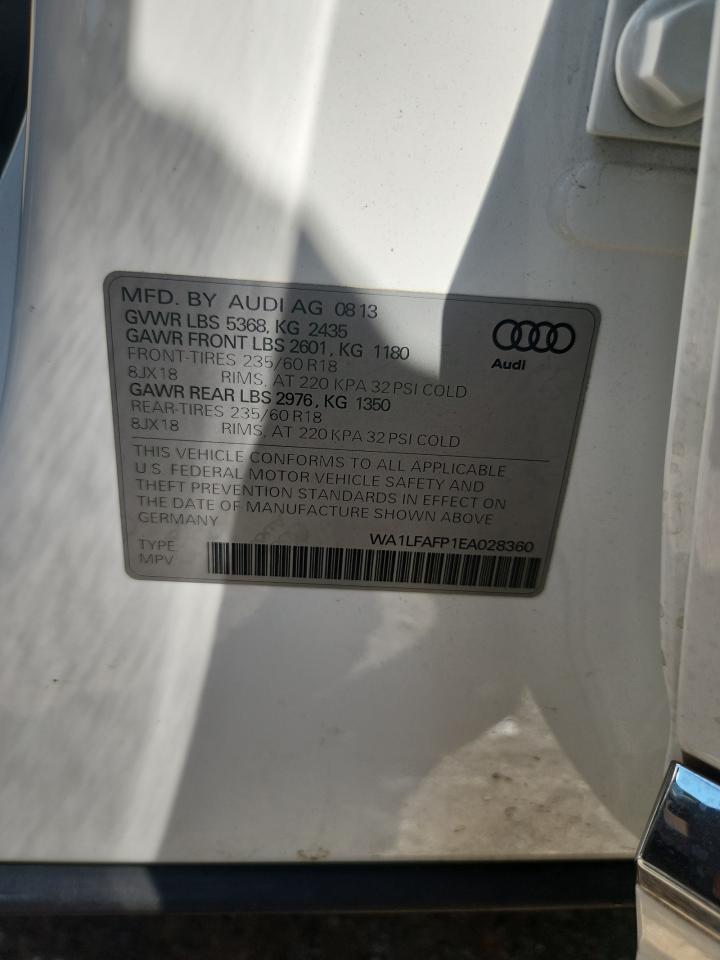 MFD. BY AUDI AG 08 13
GVWR LBS 5368, KG 2435
GAWR FRONT LBS 2601, KG 1180
FRONT-TIRES 235/60 R18
8JX18 RIMS, AT 220 KPA 32 PSI COLD
GAWR REAR LBS 2976, KG 1350
REAR-TIRES 235/60 R18
8JX18 RIMS, AT 220 KPA 32 PSI COLD
Audi
THIS VEHICLE CONFORMS TO ALL APPLICABLE
U.S. FEDERAL MOTOR VEHICLE SAFETY AND
THEFT PREVENTION STANDARDS IN EFFECT ON
THE DATE OF MANUFACTURE SHOWN ABOVE
GERMANY
WA1LFAFP1EA028360
TYPE
MPV